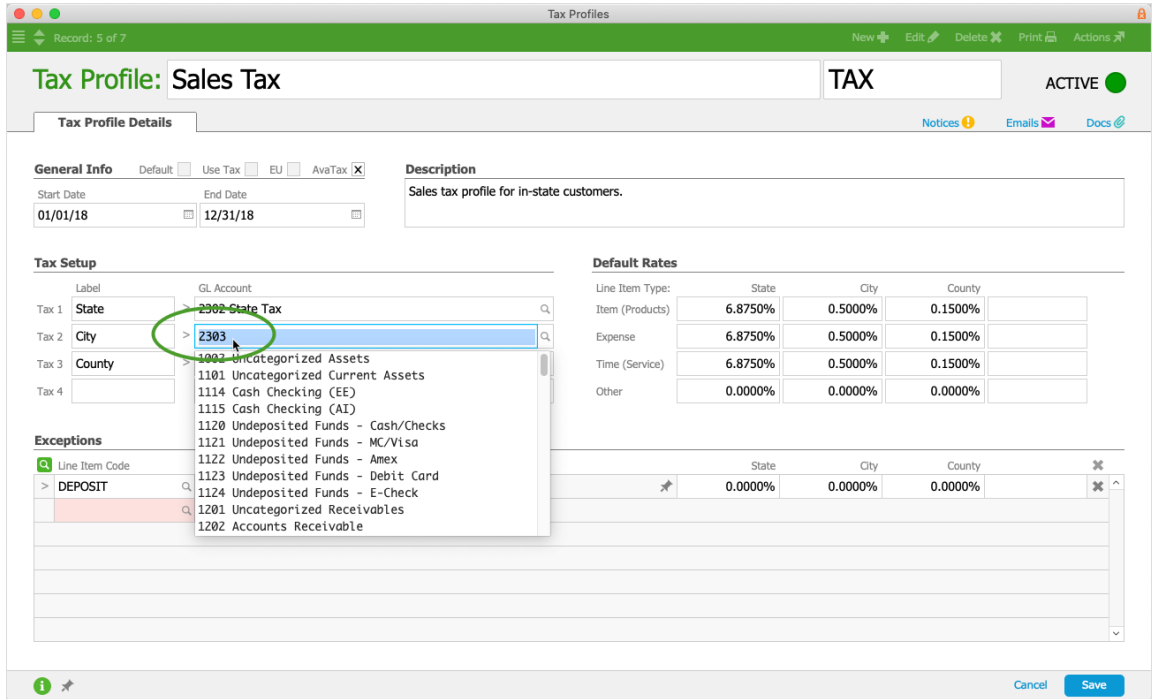 Tax Profiles
Record: 5 of 7 New Edit Delete Print Actions
Tax Profile: Sales Tax TAX ACTIVE
Tax Profile Details Notices Emails Docs
General Info Default Use Tax EU AvaTax X Description
Start Date End Date
Sales tax profile for in-state customers.
01/01/18 12/31/18
Tax Setup Default Rates
Label GL Account Line Item Type: State City County
Tax 1 State > 2302 State Tax Item (Products) 6.8750% 0.5000% 0.1500%
Tax 2 City > 2303 Expense 6.8750% 0.5000% 0.1500%
Tax 3 County > Time (Service) 6.8750% 0.5000% 0.1500%
Tax 4 Other 0.0000% 0.0000% 0.0000%
1002 Uncategorized Assets
1101 Uncategorized Current Assets
1114 Cash Checking (EE)
1115 Cash Checking (AI)
1120 Undeposited Funds - Cash/Checks
1121 Undeposited Funds - MC/Visa
1122 Undeposited Funds - Amex
1123 Undeposited Funds - Debit Card
1124 Undeposited Funds - E-Check
1201 Uncategorized Receivables
1202 Accounts Receivable
Exceptions
Line Item Code State City County
> DEPOSIT 0.0000% 0.0000% 0.0000%
Cancel Save